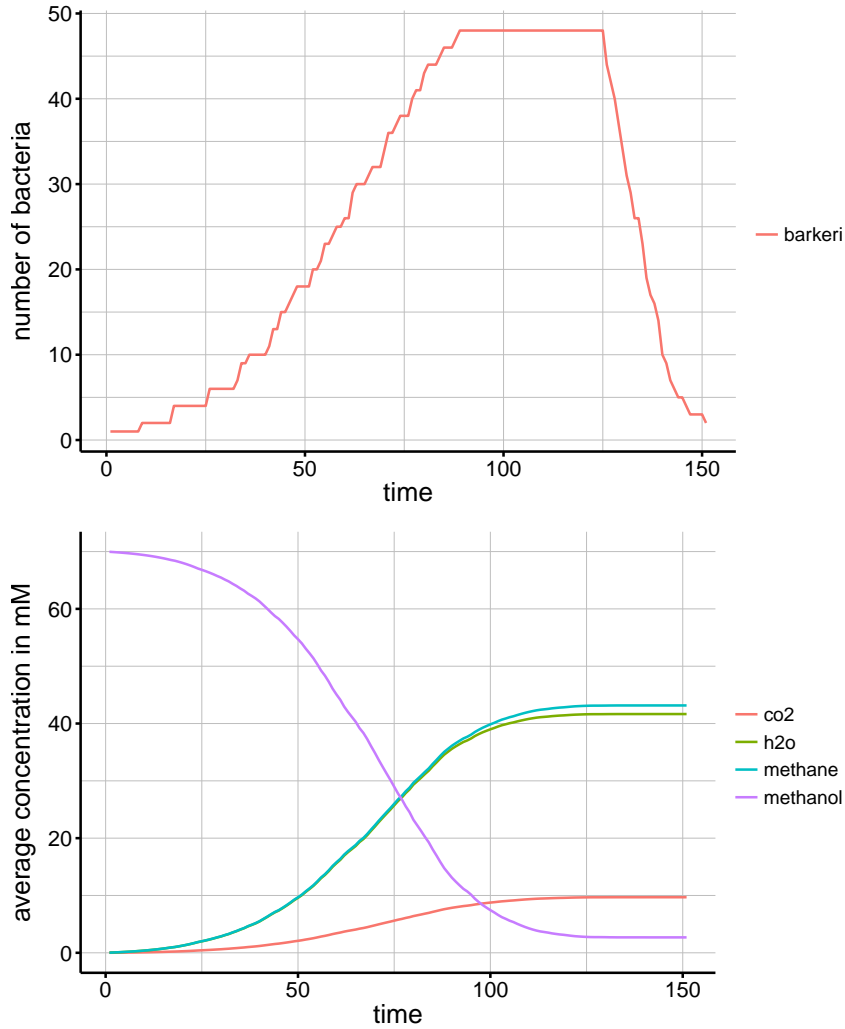 number of bacteria
50
40
30
20
10
0
0 50 100 150
time
barkeri
average concentration in mM
60
40
20
0
0 50 100 150
time
co2
h2o
methane
methanol